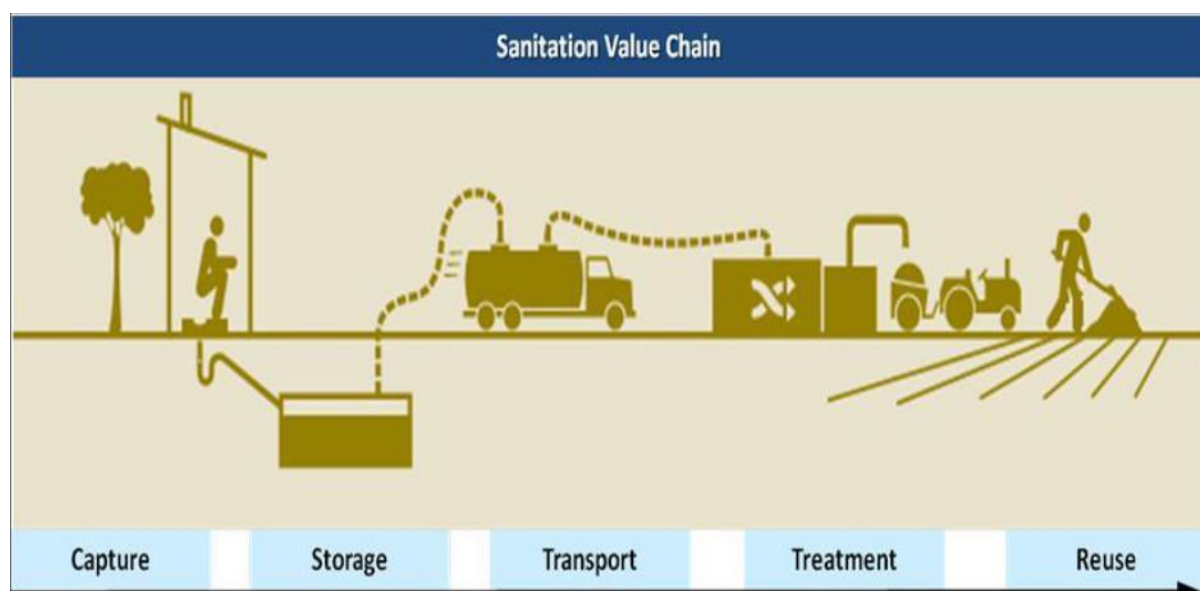 Sanitation Value Chain
Capture
Storage
Transport
Treatment
Reuse